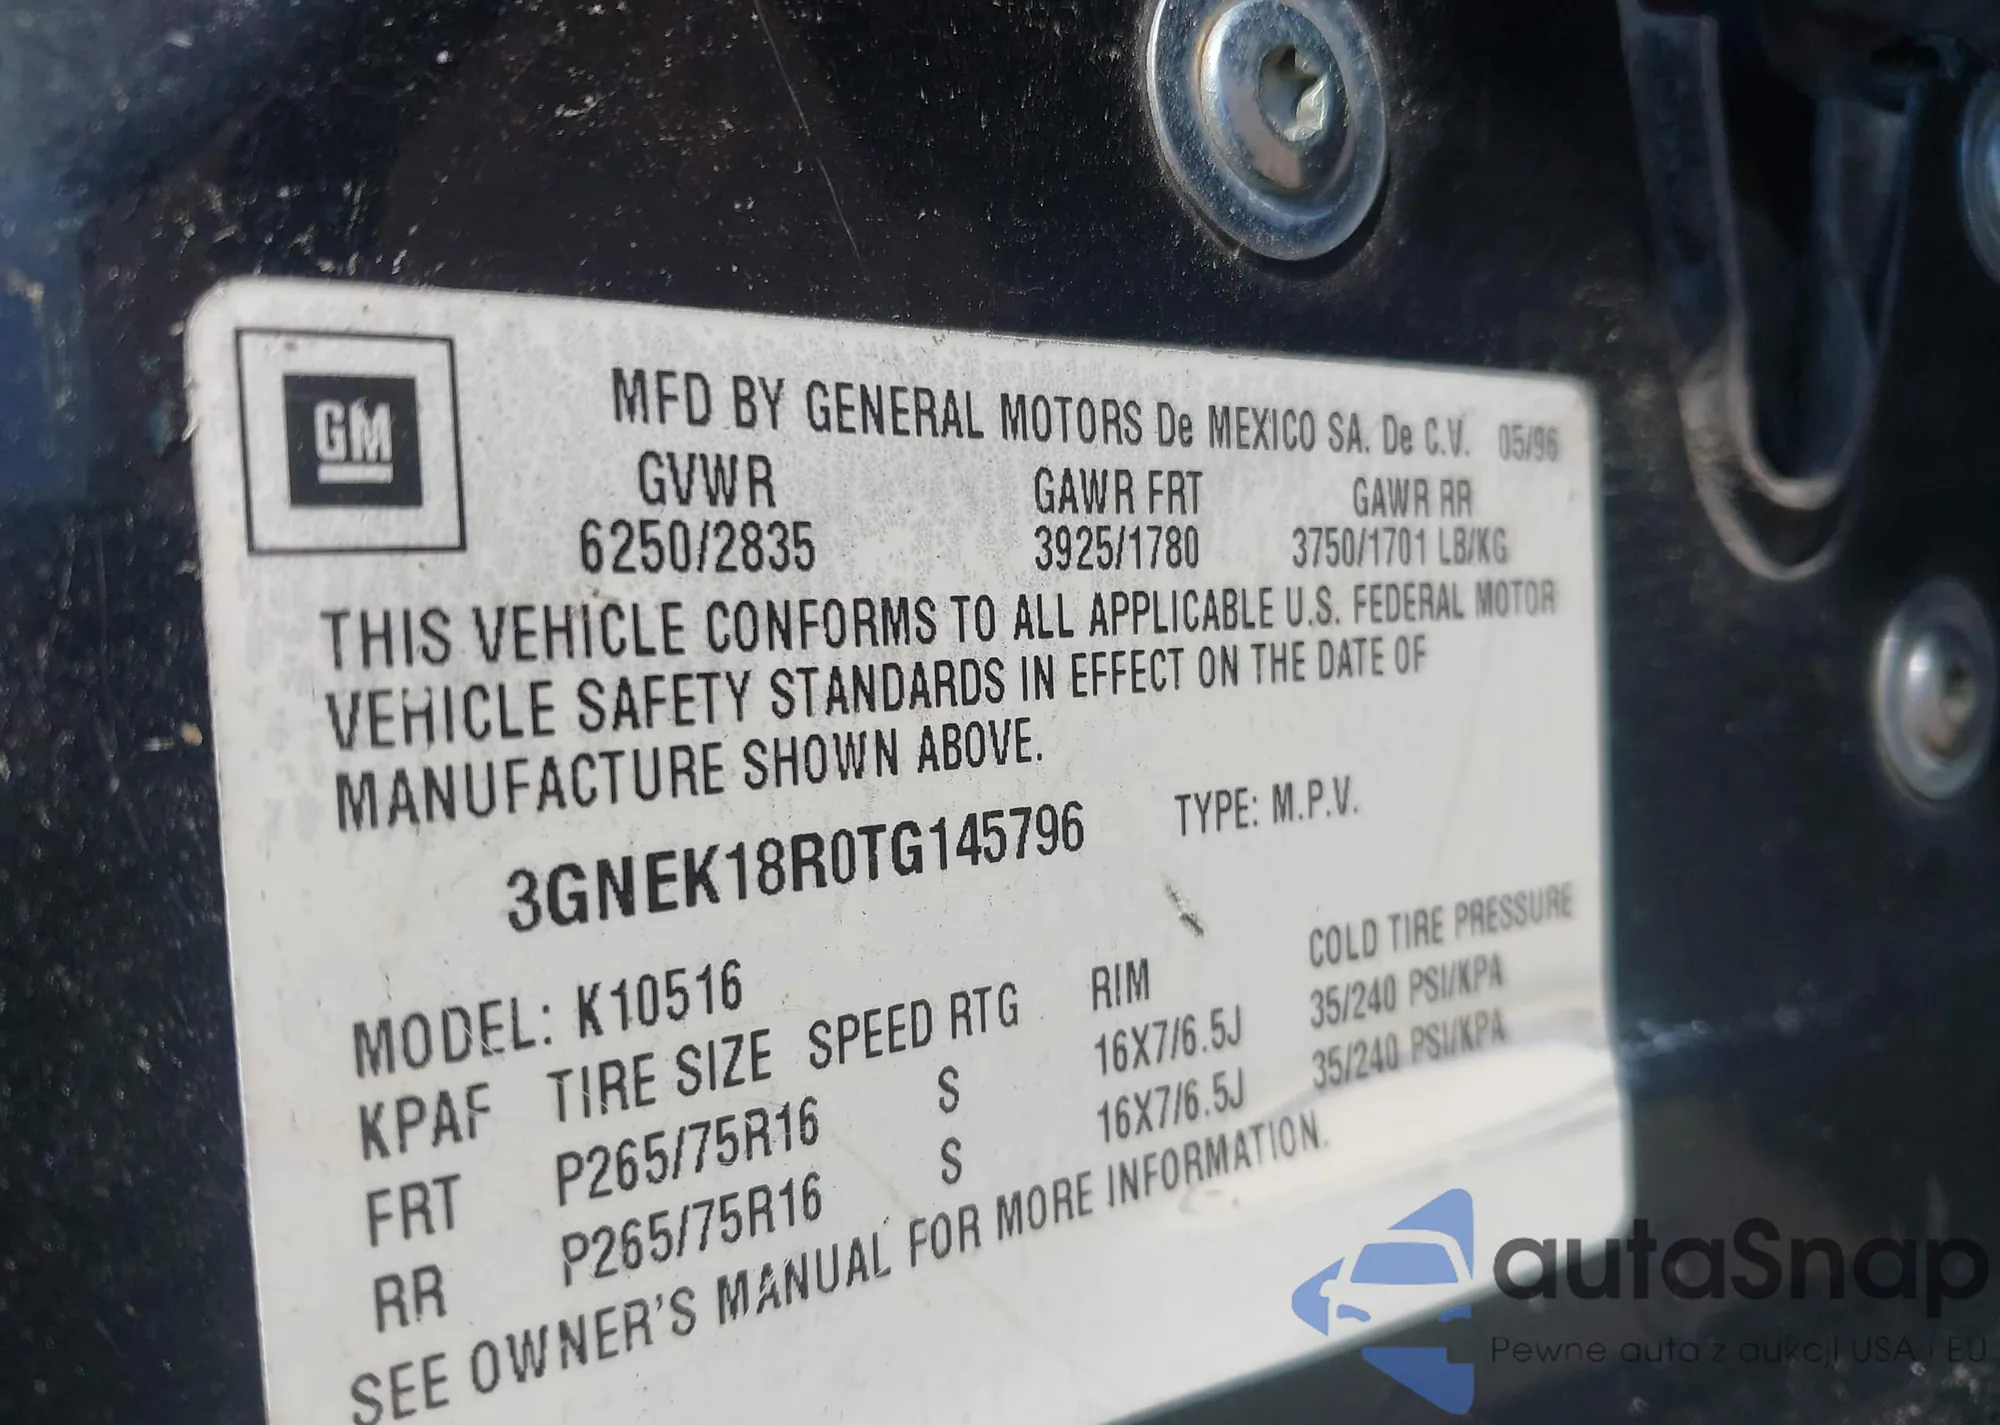 GM
MFD BY GENERAL MOTORS De MEXICO SA. De C.V. 05/96
GVWR GAWR FRT GAWR RR
6250/2835 3925/1780 3750/1701 LB/KG
THIS VEHICLE CONFORMS TO ALL APPLICABLE U.S. FEDERAL MOTOR
VEHICLE SAFETY STANDARDS IN EFFECT ON THE DATE OF
MANUFACTURE SHOWN ABOVE.
3GNEK18R0TG145796 TYPE: M.P.V.
MODEL: K10516
KPAF TIRE SIZE SPEED RTG RIM COLD TIRE PRESSURE
FRT P265/75R16 S 16X7/6.5J 35/240 PSI/KPA
RR P265/75R16 S 16X7/6.5J 35/240 PSI/KPA
SEE OWNER'S MANUAL FOR MORE INFORMATION.
autaSnap
Pewne auta z aukcji USA i EU